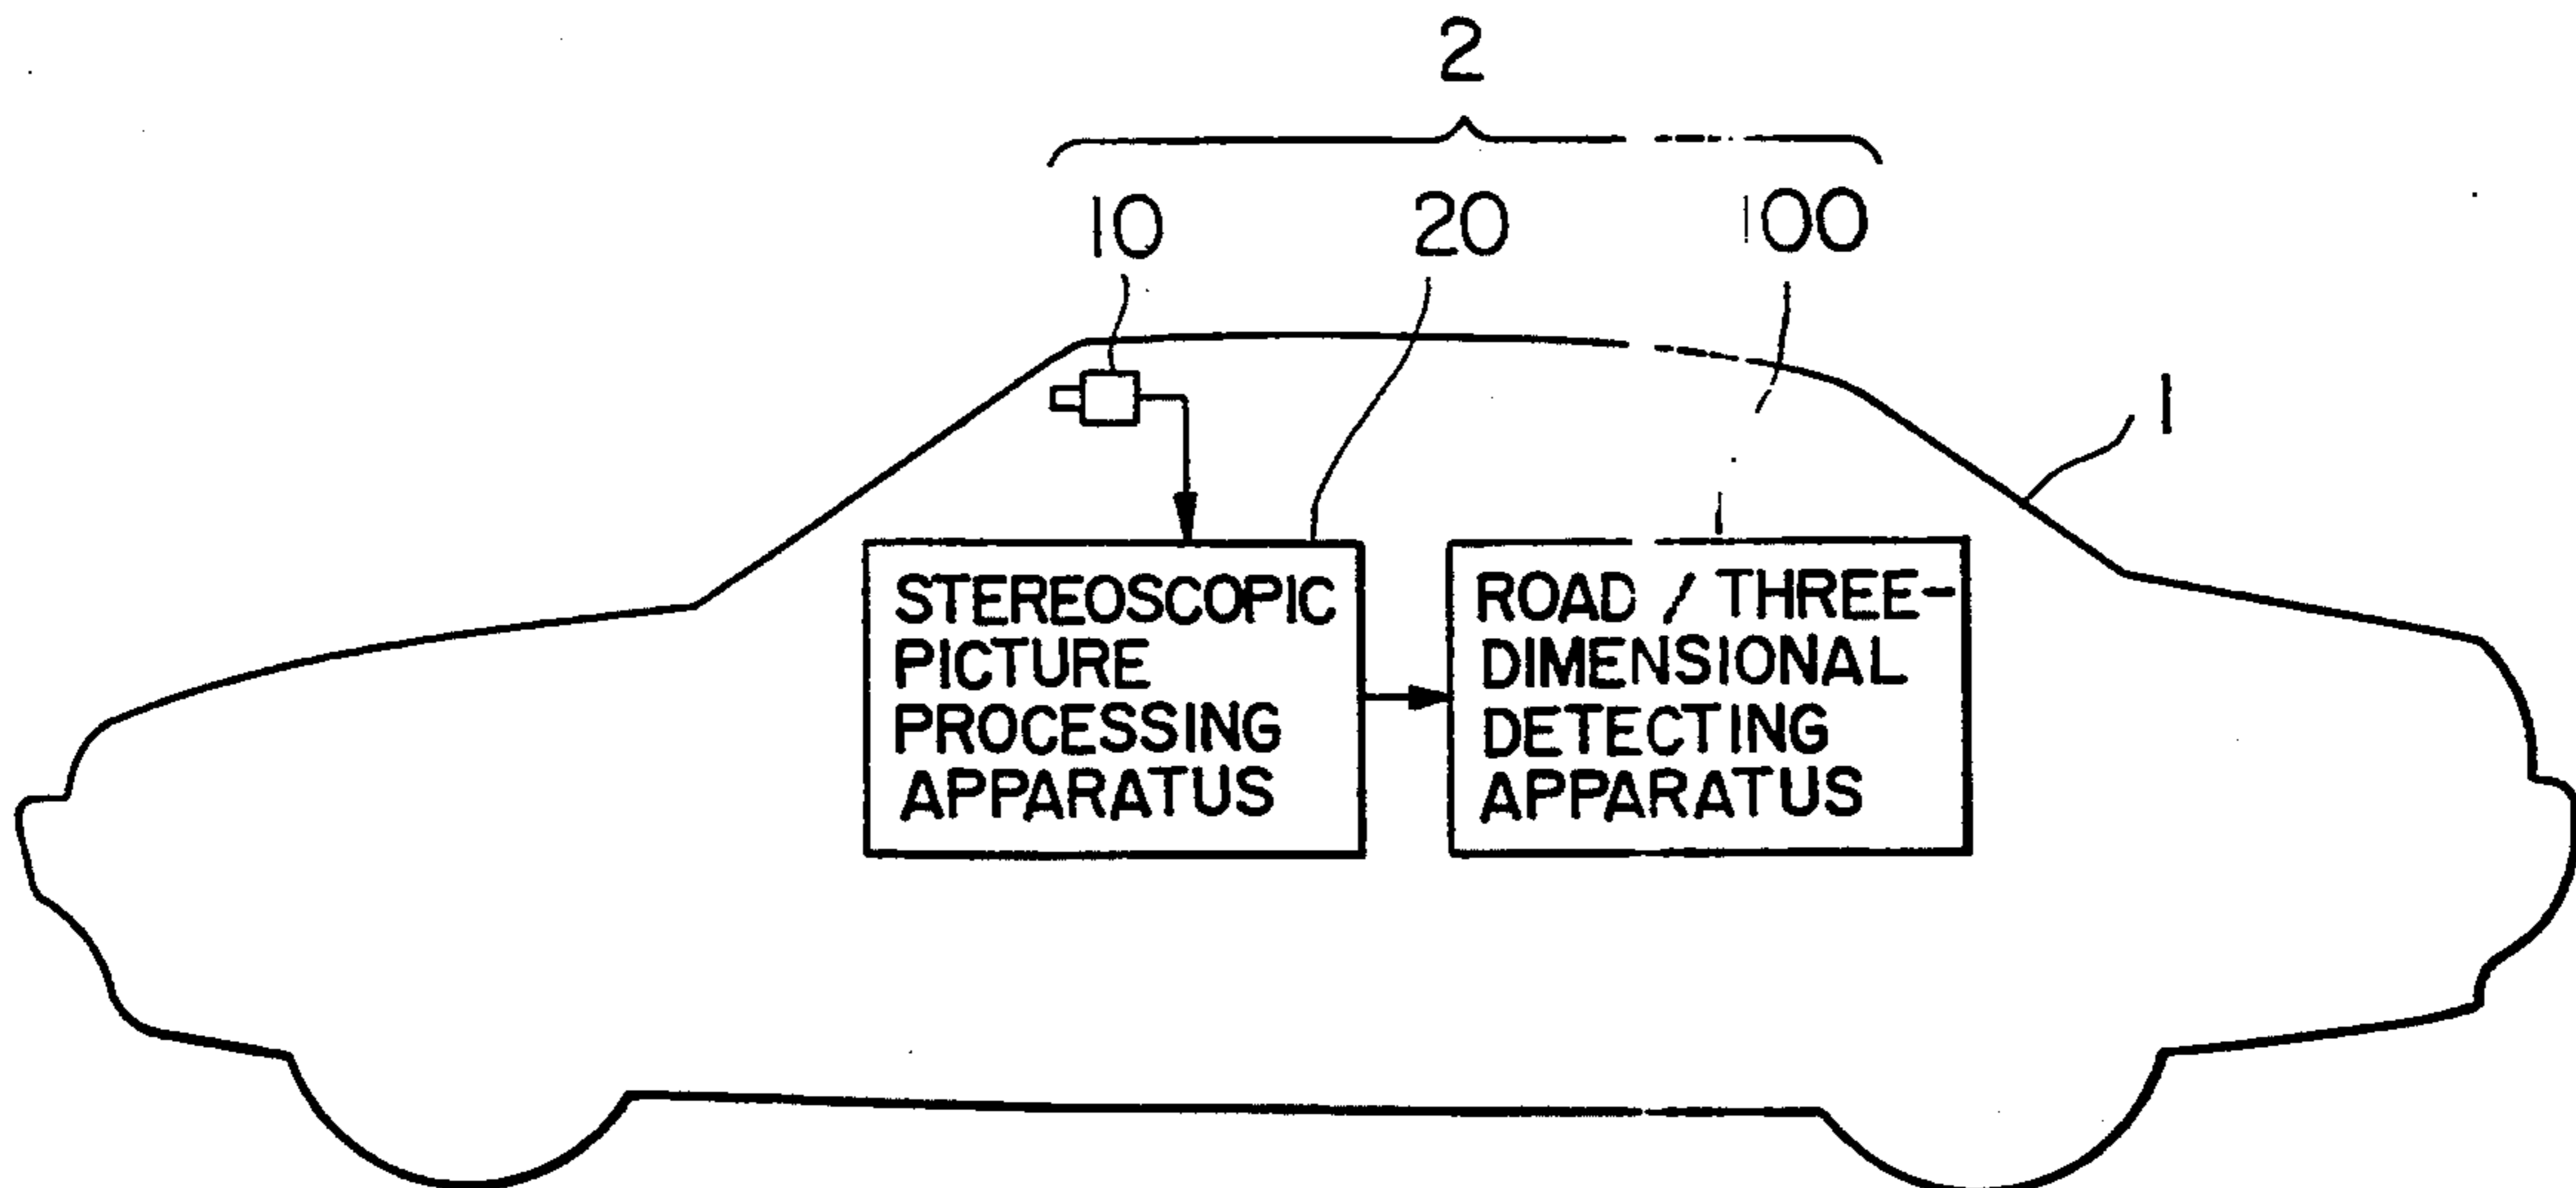 2
10 20 100
1
STEREOSCOPIC
PICTURE
PROCESSING
APPARATUS
ROAD / THREE-
DIMENSIONAL
DETECTING
APPARATUS